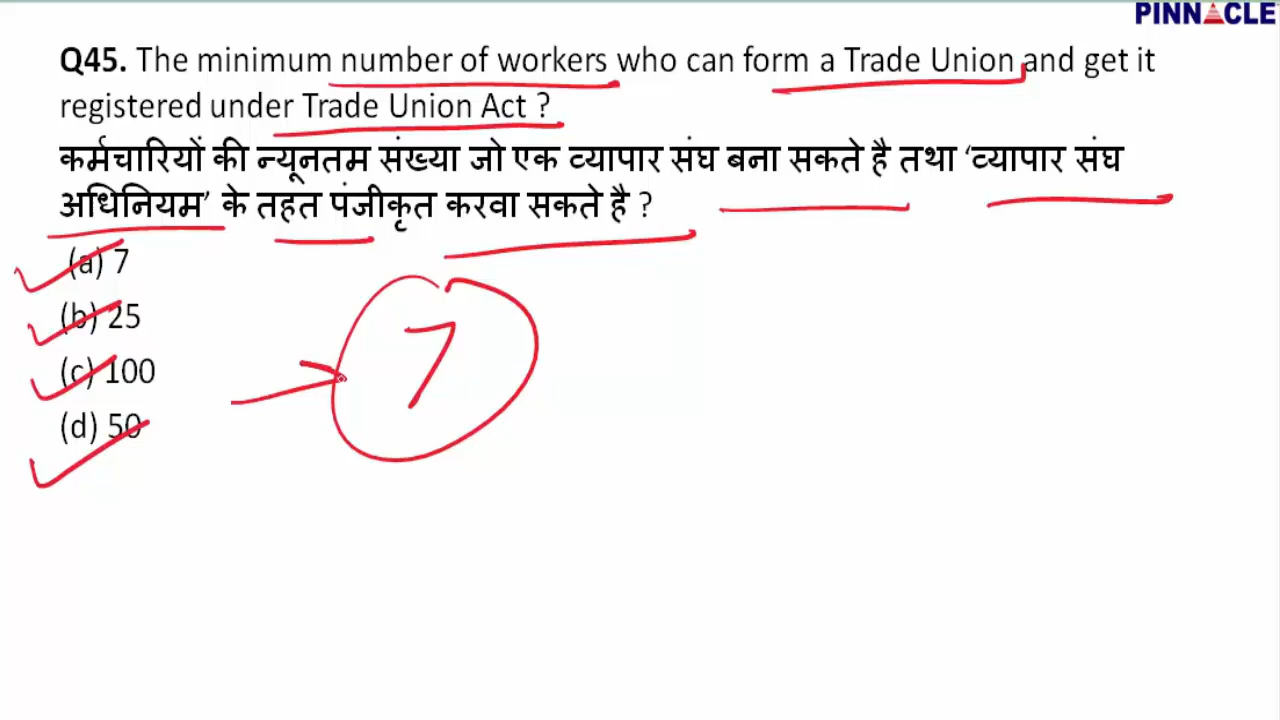 PINNACLE
Q45. The minimum number of workers who can form a Trade Union and get it
registered under Trade Union Act ?
कर्मचारियों की न्यूनतम संख्या जो एक व्यापार संघ बना सकते है तथा ‘व्यापार संघ
अधिनियम’ के तहत पंजीकृत करवा सकते है ?
(a) 7
(b) 25
(c) 100
(d) 50
7